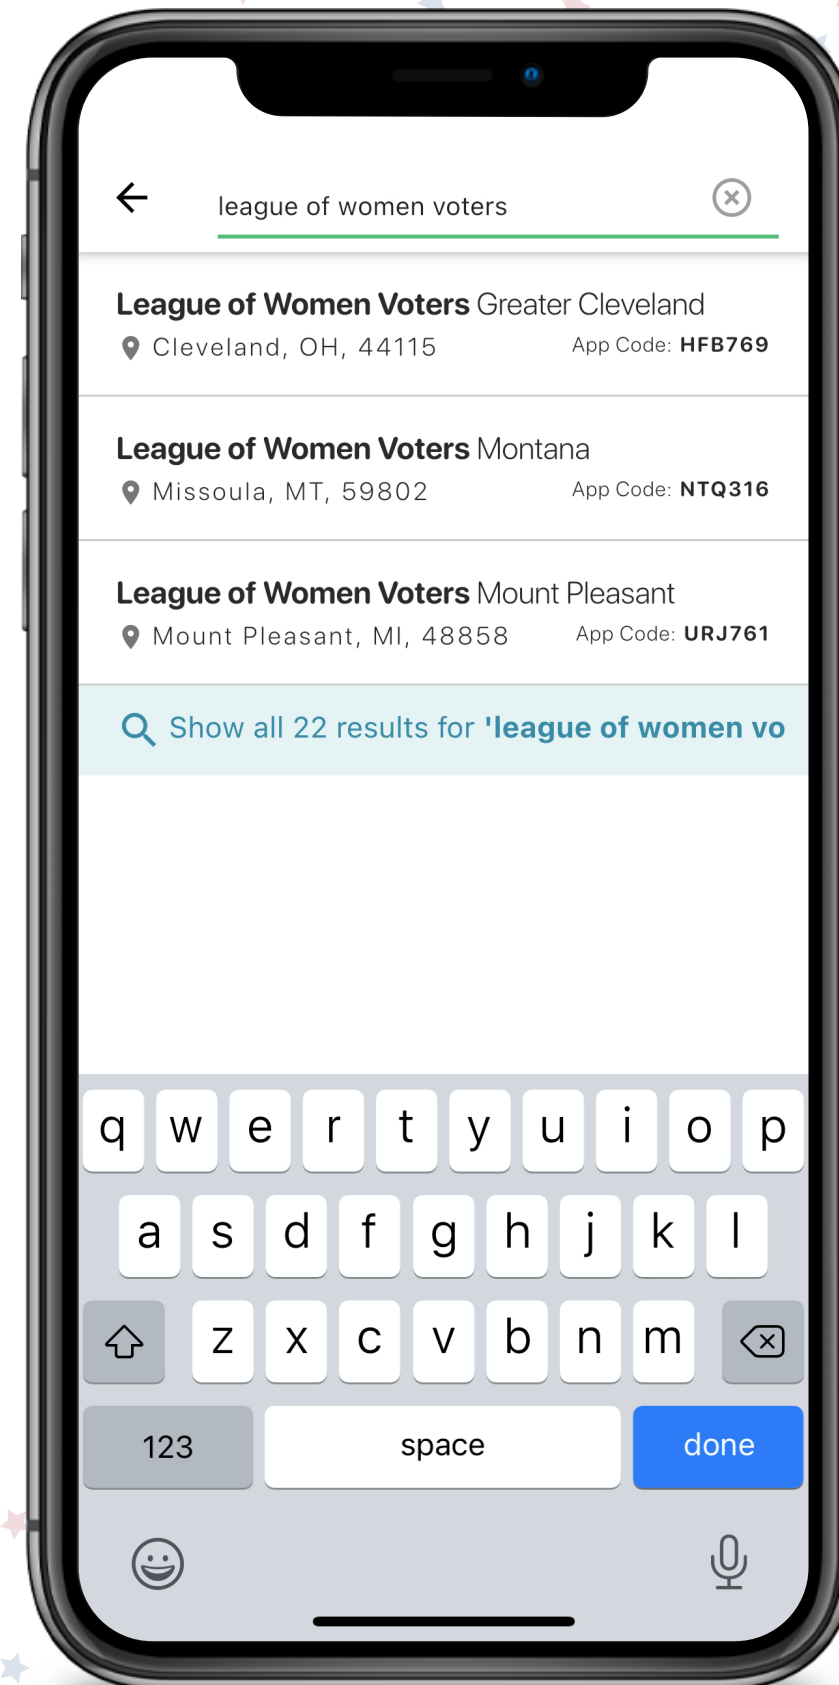 league of women voters
League of Women Voters Greater Cleveland
Cleveland, OH, 44115 App Code: HFB769
League of Women Voters Montana
Missoula, MT, 59802 App Code: NTQ316
League of Women Voters Mount Pleasant
Mount Pleasant, MI, 48858 App Code: URJ761
Show all 22 results for 'league of women vo
q w e r t y u i o p
a s d f g h j k l
z x c v b n m
123 space done